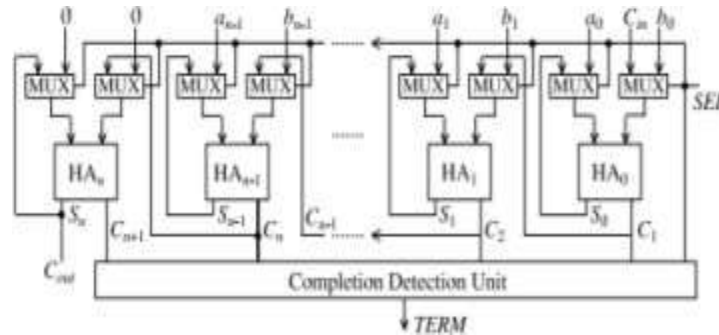 0 0 aₙ₊₁ bₙ₊₁ a₁ b₁ a₀ Cᵢₙ b₀
MUX MUX MUX MUX MUX MUX MUX MUX
SEL
HAₙ HAₙ₊₁ HA₁ HA₀
Sₙ Cₙ₊₁ Sₙ₊₁ Cₙ Cₙ₊₁ S₁ C₂ S₀ C₁
Cₒᵤₜ
Completion Detection Unit
TERM